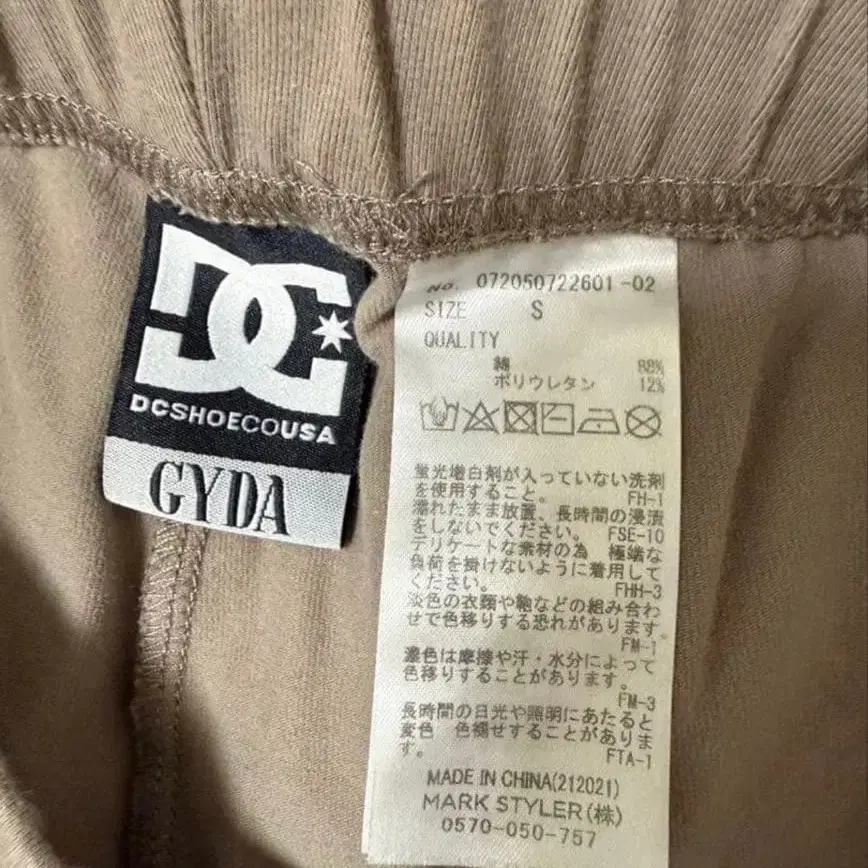 DC
DCSHOECOUSA
GYDA
No. 072050722601-02
SIZE S
QUALITY
綿 88%
ポリウレタン 12%
蛍光増白剤が入っていない洗剤
を使用すること。 FH-1
濡れたまま放置、長時間の浸漬
をしないでください。 FSE-10
デリケートな素材の為 極端な
負荷を掛けないように着用して
ください。 FHH-3
淡色の衣類や鞄などの組み合わ
せで色移りする恐れがあります。
FM-1
濃色は摩擦や汗・水分によって
色移りすることがあります。
FM-3
長時間の日光や照明にあたると
変色 色褪せすることがありま
す。 FTA-1
MADE IN CHINA(212021)
MARK STYLER(株)
0570-050-757